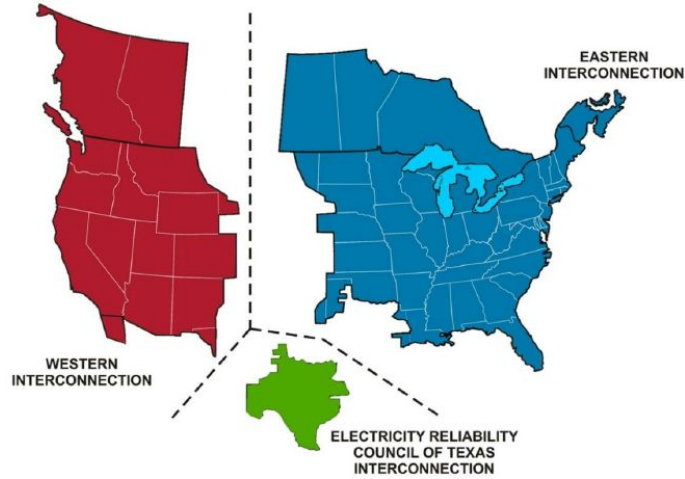 EASTERN
INTERCONNECTION
WESTERN
INTERCONNECTION
ELECTRICITY RELIABILITY
COUNCIL OF TEXAS
INTERCONNECTION